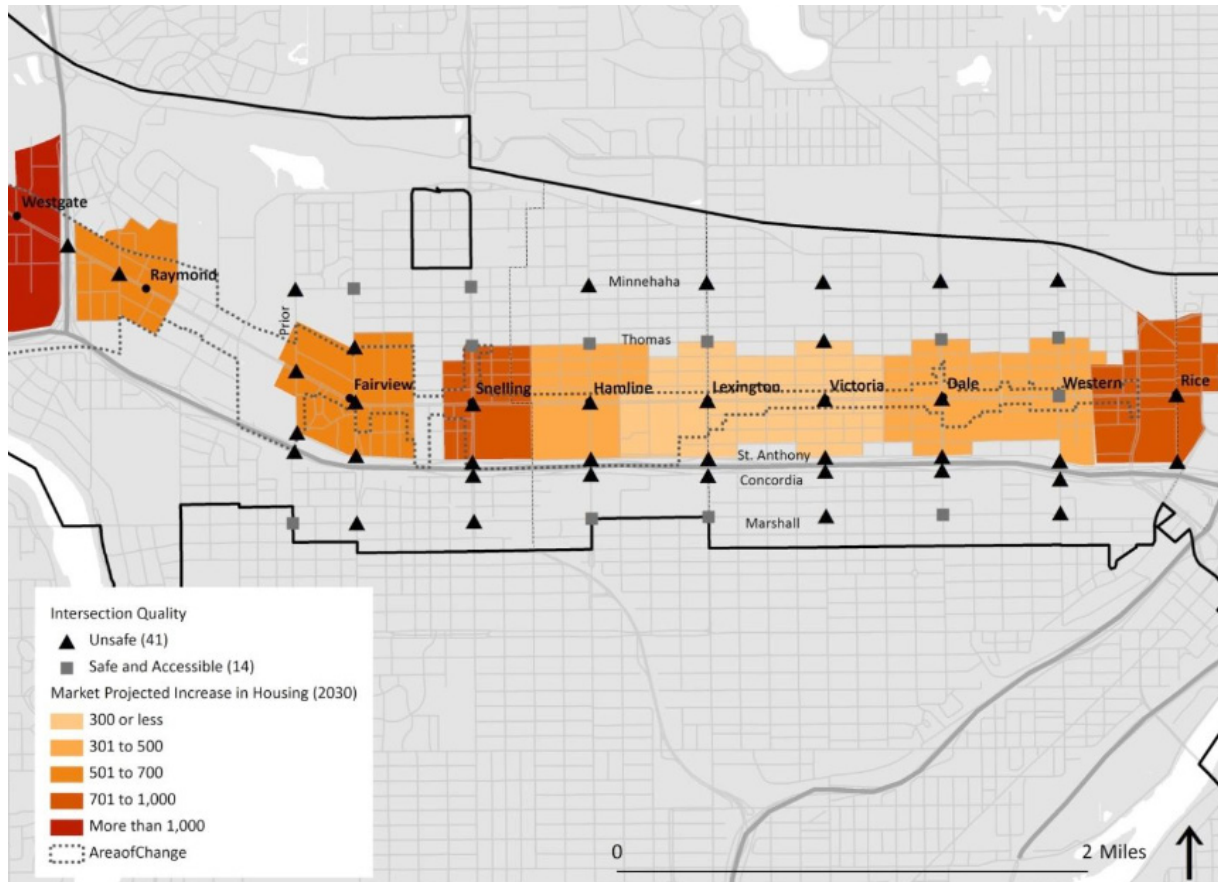 Westgate
Raymond
Minnehaha
Prior
Thomas
Fairview
Snelling
Hamline
Lexington
Victoria
Dale
Western
Rice
St. Anthony
Concordia
Marshall
Intersection Quality
Unsafe (41)
Safe and Accessible (14)
Market Projected Increase in Housing (2030)
300 or less
301 to 500
501 to 700
701 to 1,000
More than 1,000
AreaofChange
0
2 Miles